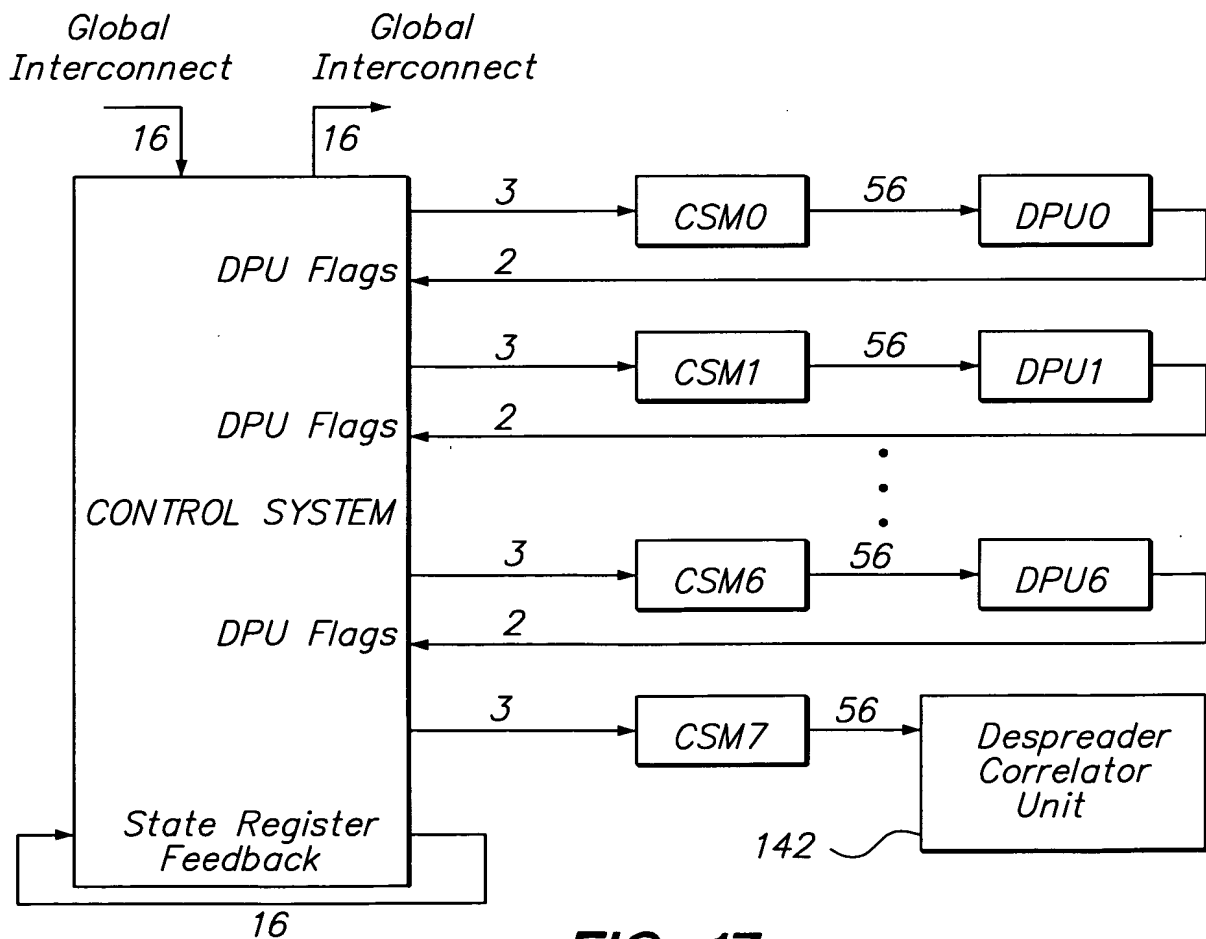 Global
Interconnect
Global
Interconnect
16
16
3
CSM0
56
DPU0
DPU Flags
2
3
CSM1
56
DPU1
DPU Flags
2
CONTROL SYSTEM
3
CSM6
56
DPU6
DPU Flags
2
3
CSM7
56
Despreader
Correlator
Unit
142
State Register
Feedback
16
FIG. 17